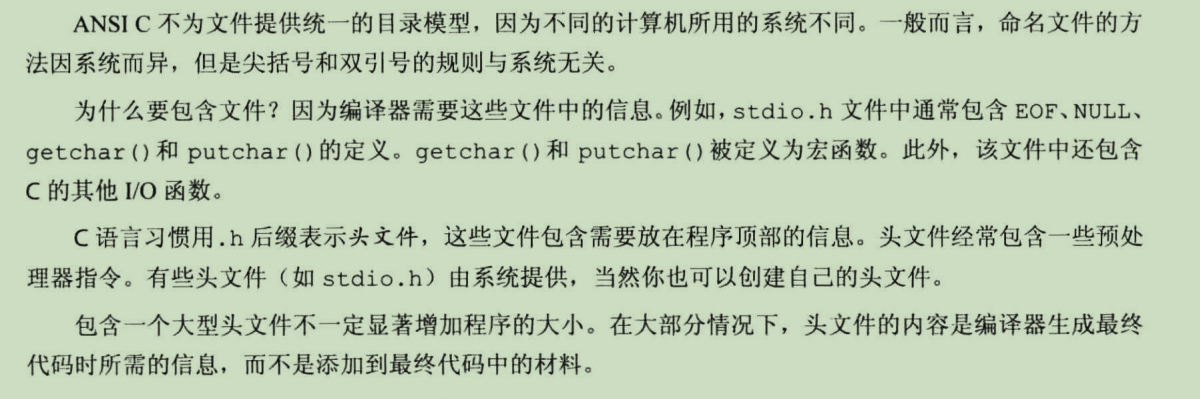 ANSI C 不为文件提供统一的目录模型，因为不同的计算机所用的系统不同。一般而言，命名文件的方
法因系统而异，但是尖括号和双引号的规则与系统无关。
为什么要包含文件？因为编译器需要这些文件中的信息。例如，stdio.h 文件中通常包含 EOF、NULL、
getchar()和 putchar()的定义。getchar()和 putchar()被定义为宏函数。此外，该文件中还包含
C 的其他 I/O 函数。
C 语言习惯用.h 后缀表示头文件，这些文件包含需要放在程序顶部的信息。头文件经常包含一些预处
理器指令。有些头文件（如 stdio.h）由系统提供，当然你也可以创建自己的头文件。
包含一个大型头文件不一定显著增加程序的大小。在大部分情况下，头文件的内容是编译器生成最终
代码时所需的信息，而不是添加到最终代码中的材料。